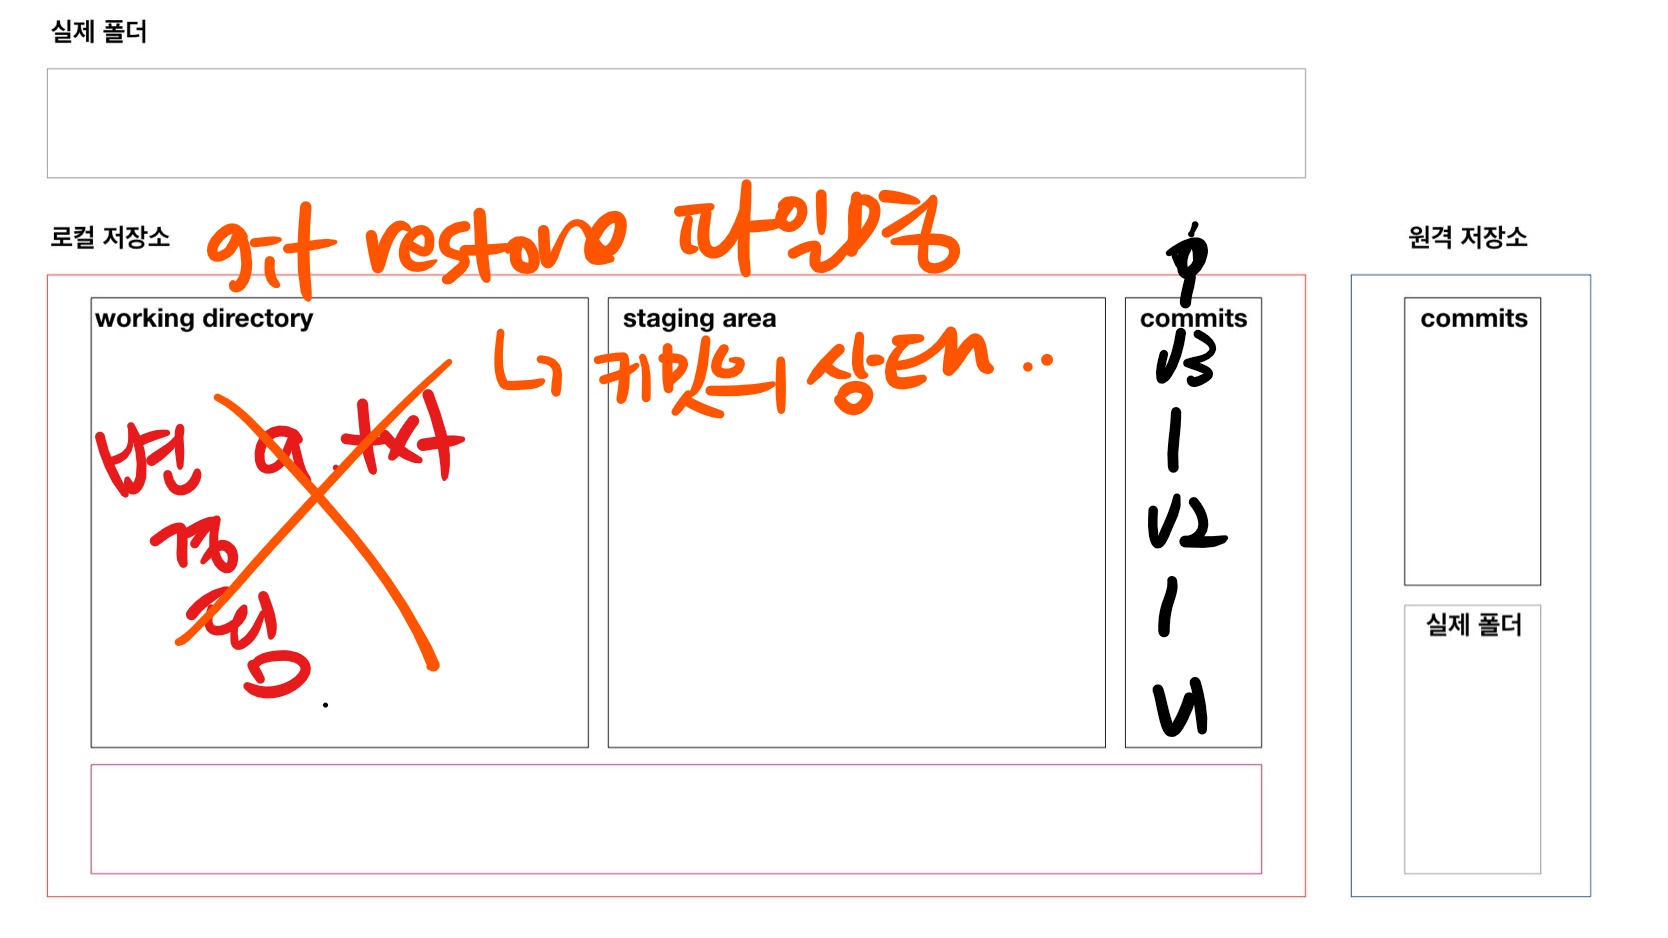 실제 폴더
로컬 저장소
git restore 파일명
원격 저장소
working directory
staging area
commits
commits
↳ 커밋의 상태 ..
v3
변 a.txt
경
됨
v2
v1
실제 폴더